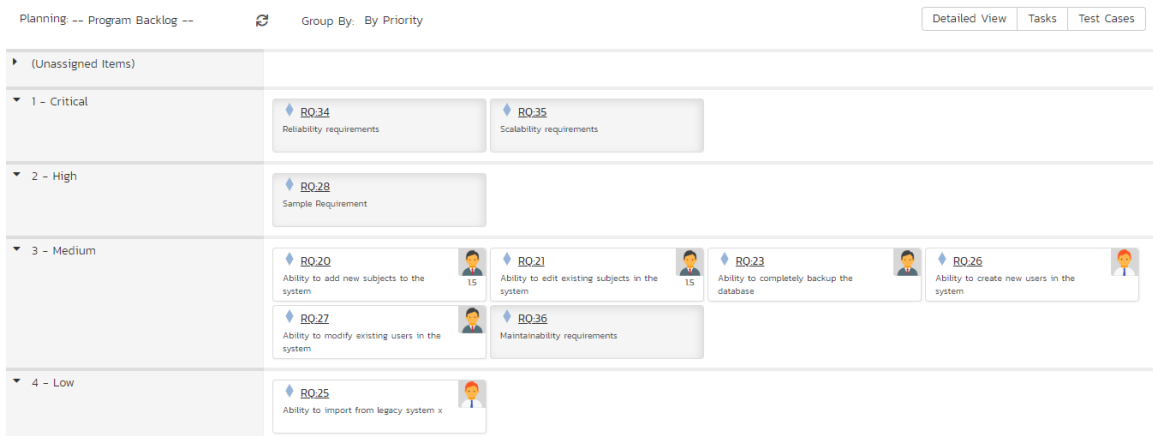 Planning: -- Program Backlog --
Group By: By Priority
Detailed View
Tasks
Test Cases
(Unassigned Items)
1 - Critical
RQ:34
Reliability requirements
RQ:35
Scalability requirements
2 - High
RQ:28
Sample Requirement
3 - Medium
RQ:20
Ability to add new subjects to the
system
1.5
RQ:21
Ability to edit existing subjects in the
system
1.5
RQ:23
Ability to completely backup the
database
RQ:26
Ability to create new users in the
system
RQ:27
Ability to modify existing users in the
system
RQ:36
Maintainability requirements
4 - Low
RQ:25
Ability to import from legacy system x